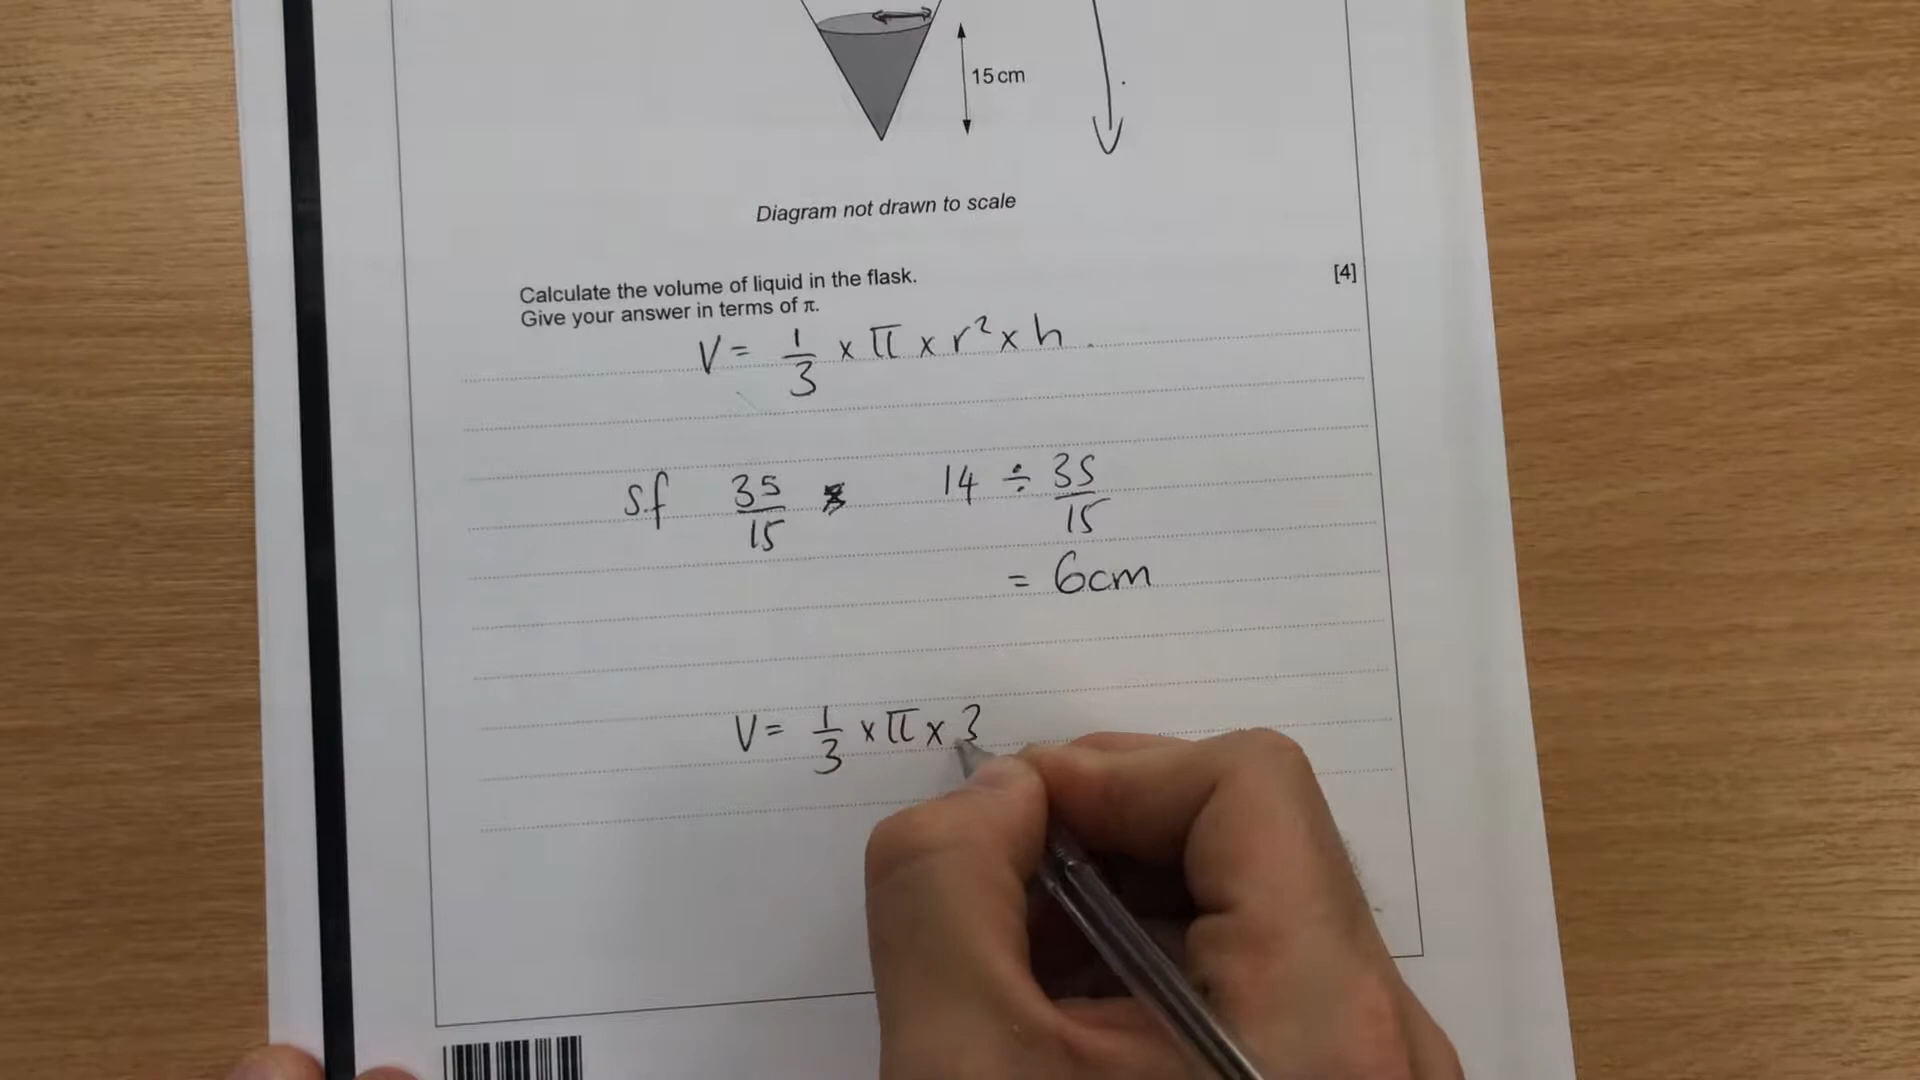 15 cm
Diagram not drawn to scale
Calculate the volume of liquid in the flask.
[4]
Give your answer in terms of π.
V = 1/3 × π × r² × h
S.f 35/15 14 ÷ 35/15
= 6cm
V = 1/3 × π × 3